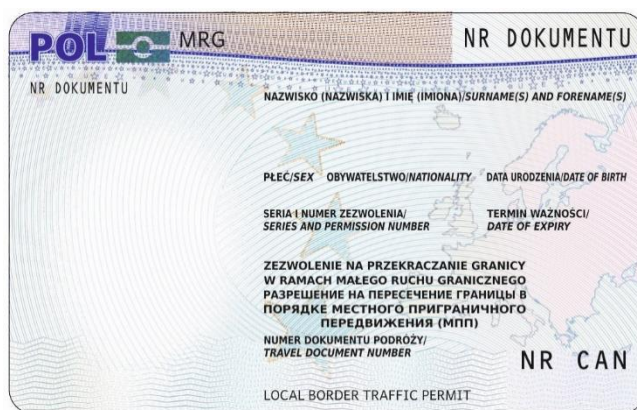 POL MRG NR DOKUMENTU
NR DOKUMENTU
NAZWISKO (NAZWISKA) I IMIĘ (IMIONA)/SURNAME(S) AND FORENAME(S)
PŁEĆ/SEX OBYWATELSTWO/NATIONALITY DATA URODZENIA/DATE OF BIRTH
SERIA I NUMER ZEZWOLENIA/
SERIES AND PERMISSION NUMBER
TERMIN WAŻNOŚCI/
DATE OF EXPIRY
ZEZWOLENIE NA PRZEKRACZANIE GRANICY
W RAMACH MAŁEGO RUCHU GRANICZNEGO
РАЗРЕШЕНИЕ НА ПЕРЕСЕЧЕНИЕ ГРАНИЦЫ В
ПОРЯДКЕ МЕСТНОГО ПРИГРАНИЧНОГО
ПЕРЕДВИЖЕНИЯ (МПП)
NUMER DOKUMENTU PODRÓŻY/
TRAVEL DOCUMENT NUMBER
NR CAN
LOCAL BORDER TRAFFIC PERMIT